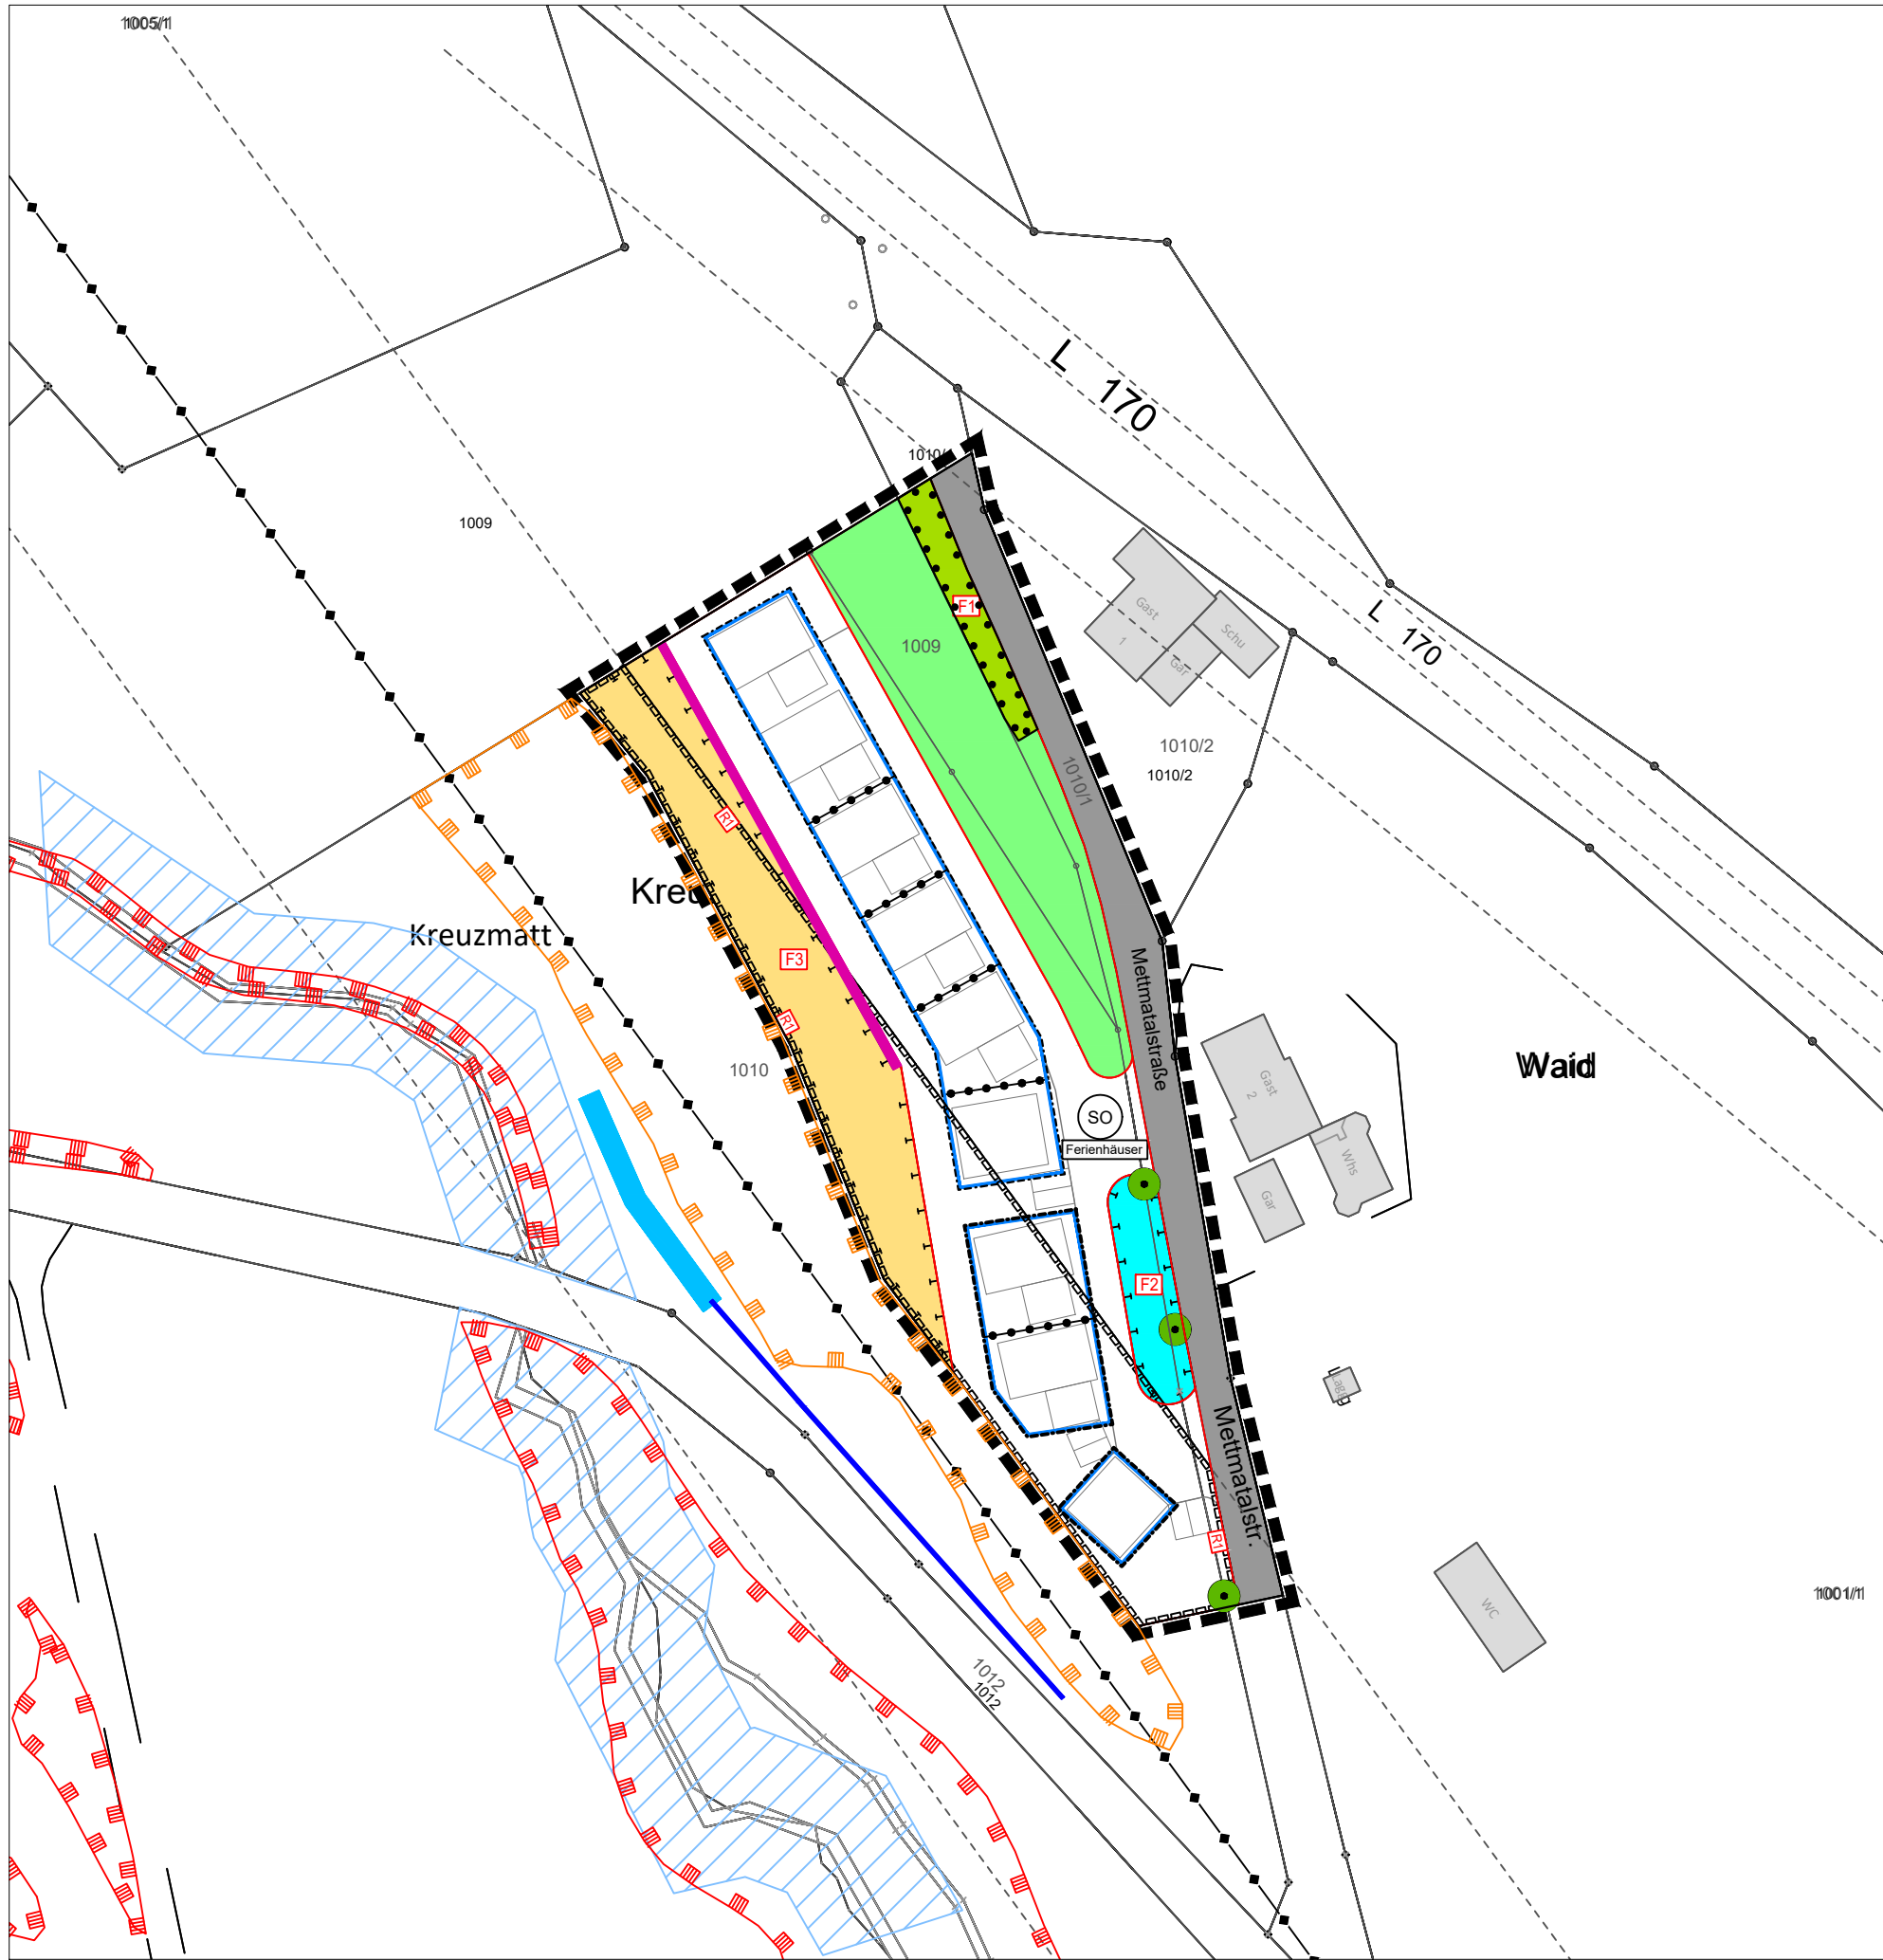 1005/1
L 170
1010/
1009
F1
Gast
1
Schu
Gar
L 170
1009
1010/2
1010/2
1010/1
R1
Kreu
Kreuzmatt
F3
Mettmatalstraße
R1
1010
Waid
Gast
2
SO
Ferienhäuser
Whs
Gar
F2
Mettmatalstr.
R1
WC
1001/1
1012
1012